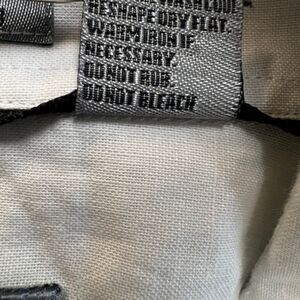 RESHAPE DRY FLAT
WARM IRON IF
NECESSARY
DO NOT RUB.
DO NOT BLEACH